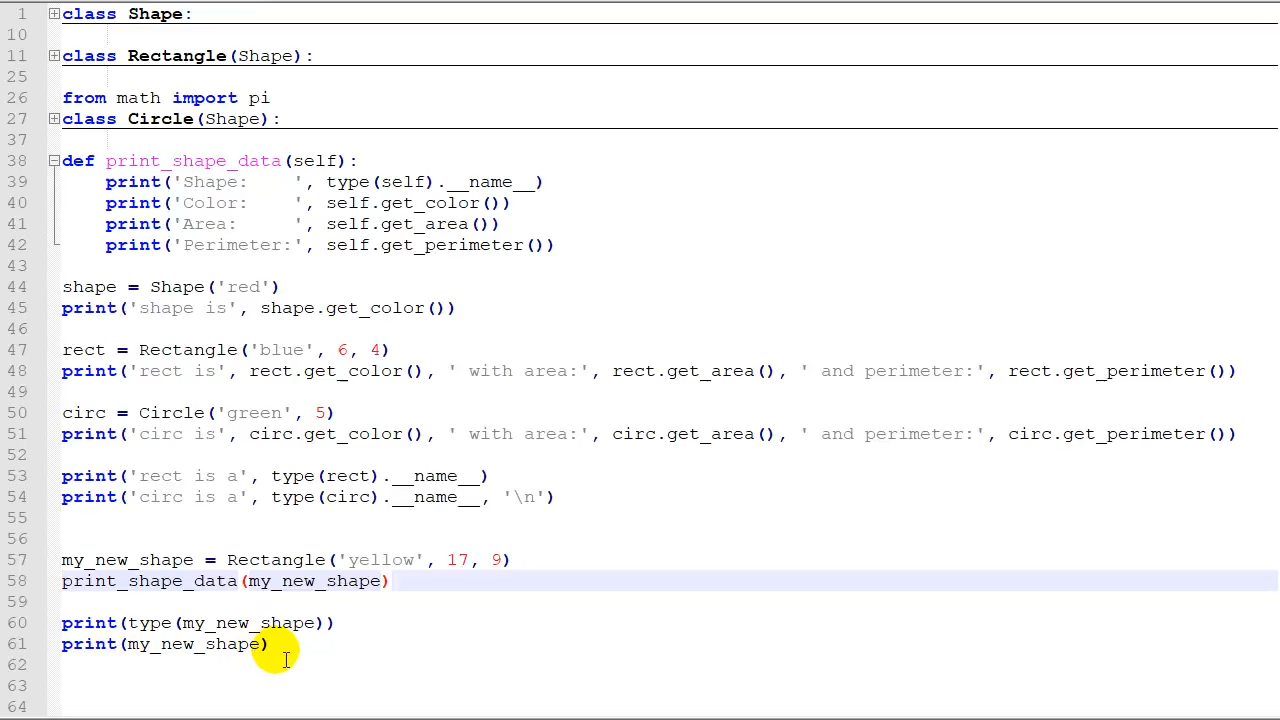 1 class Shape:
10
11 class Rectangle(Shape):
25
26 from math import pi
27 class Circle(Shape):
37
38 def print_shape_data(self):
39     print('Shape:    ', type(self).__name__)
40     print('Color:    ', self.get_color())
41     print('Area:     ', self.get_area())
42     print('Perimeter:', self.get_perimeter())
43
44 shape = Shape('red')
45 print('shape is', shape.get_color())
46
47 rect = Rectangle('blue', 6, 4)
48 print('rect is', rect.get_color(), ' with area:', rect.get_area(), ' and perimeter:', rect.get_perimeter())
49
50 circ = Circle('green', 5)
51 print('circ is', circ.get_color(), ' with area:', circ.get_area(), ' and perimeter:', circ.get_perimeter())
52
53 print('rect is a', type(rect).__name__)
54 print('circ is a', type(circ).__name__, '\n')
55
56
57 my_new_shape = Rectangle('yellow', 17, 9)
58 print_shape_data(my_new_shape)
59
60 print(type(my_new_shape))
61 print(my_new_shape)
62
63
64